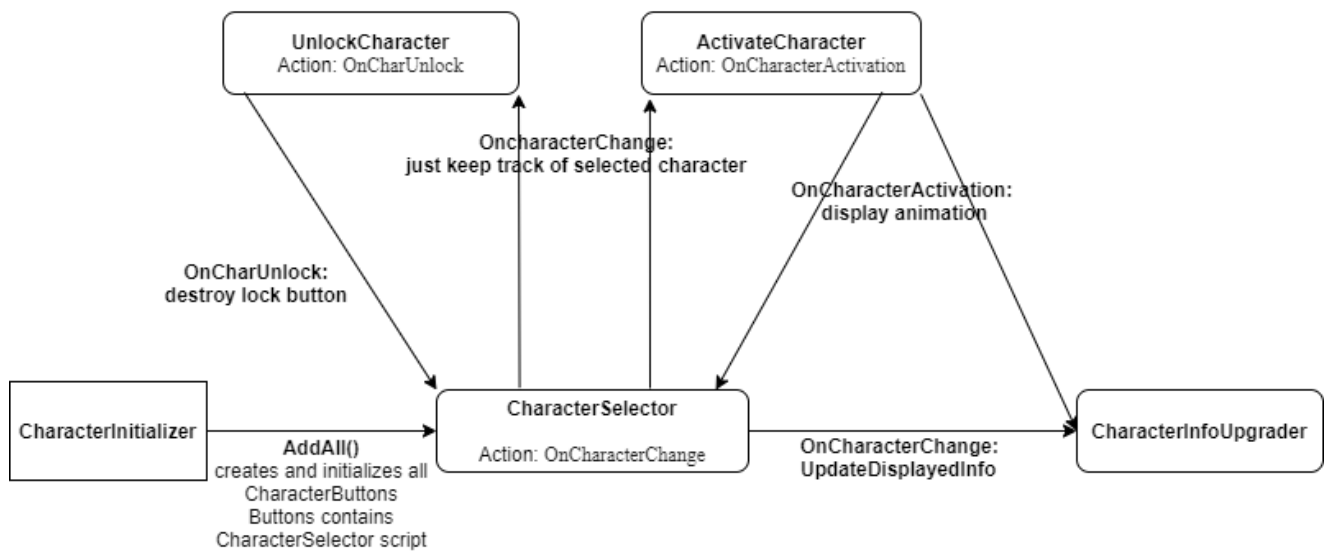 UnlockCharacter
Action: OnCharUnlock
ActivateCharacter
Action: OnCharacterActivation
OncharacterChange:
just keep track of selected character
OnCharacterActivation:
display animation
OnCharUnlock:
destroy lock button
CharacterInitializer
AddAll()
creates and initializes all
CharacterButtons
Buttons contains
CharacterSelector script
CharacterSelector
Action: OnCharacterChange
OnCharacterChange:
UpdateDisplayedInfo
CharacterInfoUpgrader